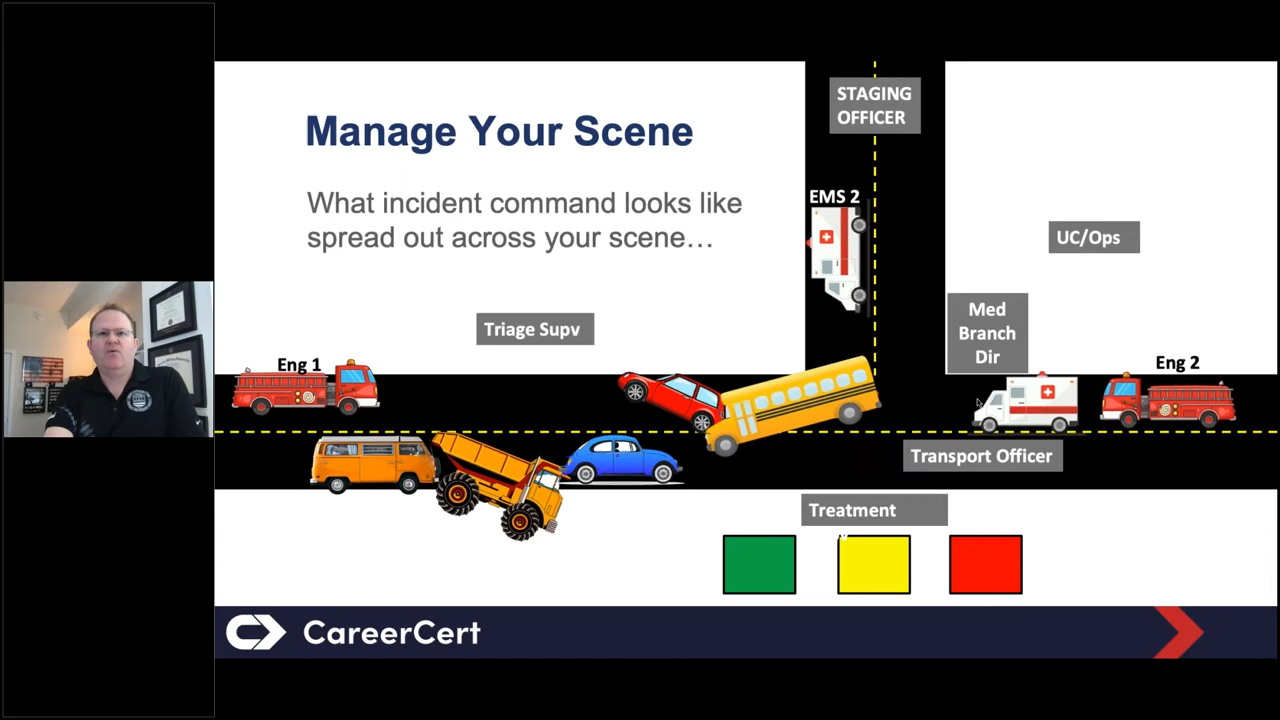 Manage Your Scene
What incident command looks like
spread out across your scene…
STAGING
OFFICER
EMS 2
UC/Ops
Triage Supv
Med
Branch
Dir
Eng 1
Eng 2
Transport Officer
Treatment
CareerCert